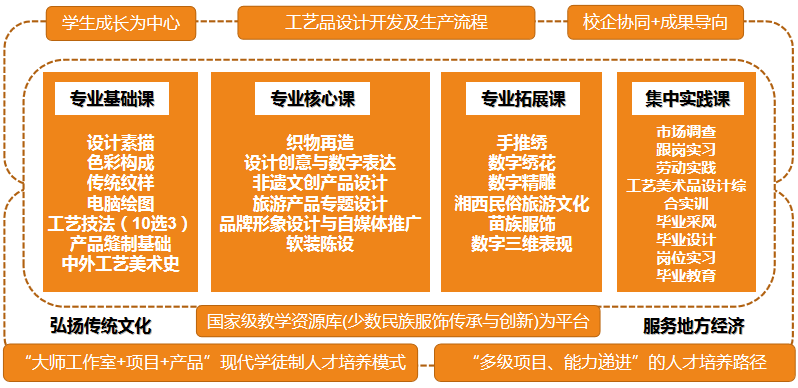 学生成长为中心
工艺品设计开发及生产流程
校企协同+成果导向
专业基础课
设计素描
色彩构成
传统纹样
电脑绘图
工艺技法（10选3）
产品缝制基础
中外工艺美术史
专业核心课
织物再造
设计创意与数字表达
非遗文创产品设计
旅游产品专题设计
品牌形象设计与自媒体推广
软装陈设
专业拓展课
手推绣
数字绣花
数字精雕
湘西民俗旅游文化
苗族服饰
数字三维表现
集中实践课
市场调查
跟岗实习
劳动实践
工艺美术品设计综
合实训
毕业采风
毕业设计
岗位实习
毕业教育
弘扬传统文化
国家级教学资源库(少数民族服饰传承与创新)为平台
服务地方经济
“大师工作室+项目+产品”现代学徒制人才培养模式
“多级项目、能力递进”的人才培养路径